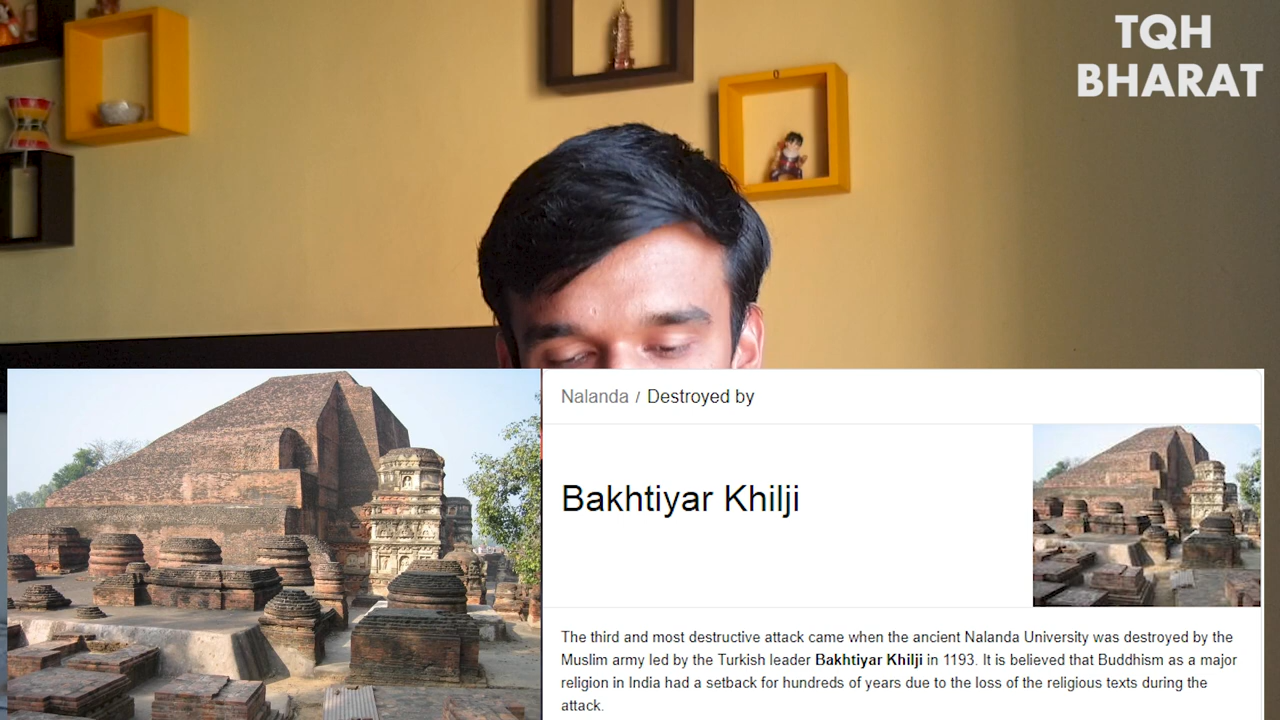 TQH
BHARAT
Nalanda / Destroyed by
Bakhtiyar Khilji
The third and most destructive attack came when the ancient Nalanda University was destroyed by the
Muslim army led by the Turkish leader Bakhtiyar Khilji in 1193. It is believed that Buddhism as a major
religion in India had a setback for hundreds of years due to the loss of the religious texts during the
attack.